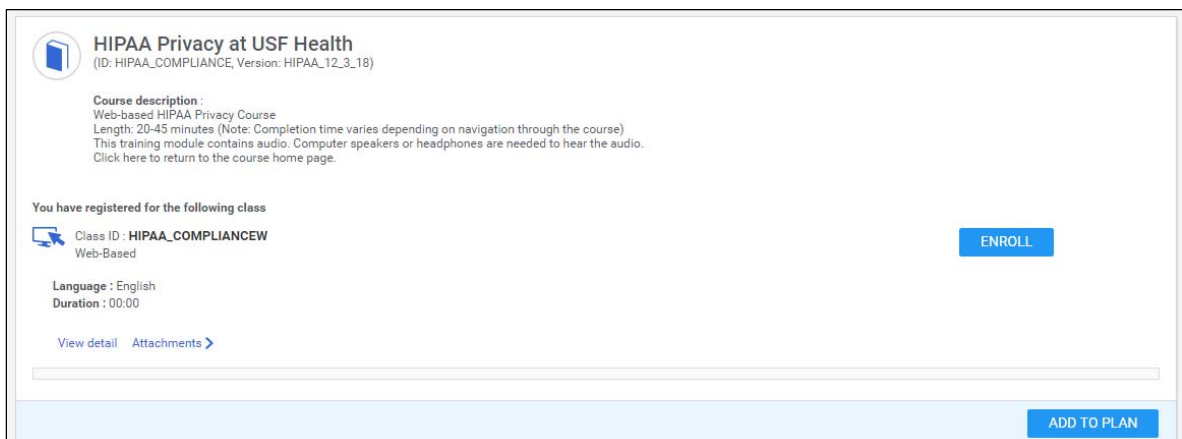 HIPAA Privacy at USF Health
(ID: HIPAA_COMPLIANCE, Version: HIPAA_12_3_18)
Course description :
Web-based HIPAA Privacy Course
Length: 20-45 minutes (Note: Completion time varies depending on navigation through the course)
This training module contains audio. Computer speakers or headphones are needed to hear the audio.
Click here to return to the course home page.
You have registered for the following class
Class ID : HIPAA_COMPLIANCEW
ENROLL
Web-Based
Language : English
Duration : 00:00
View detail Attachments
ADD TO PLAN